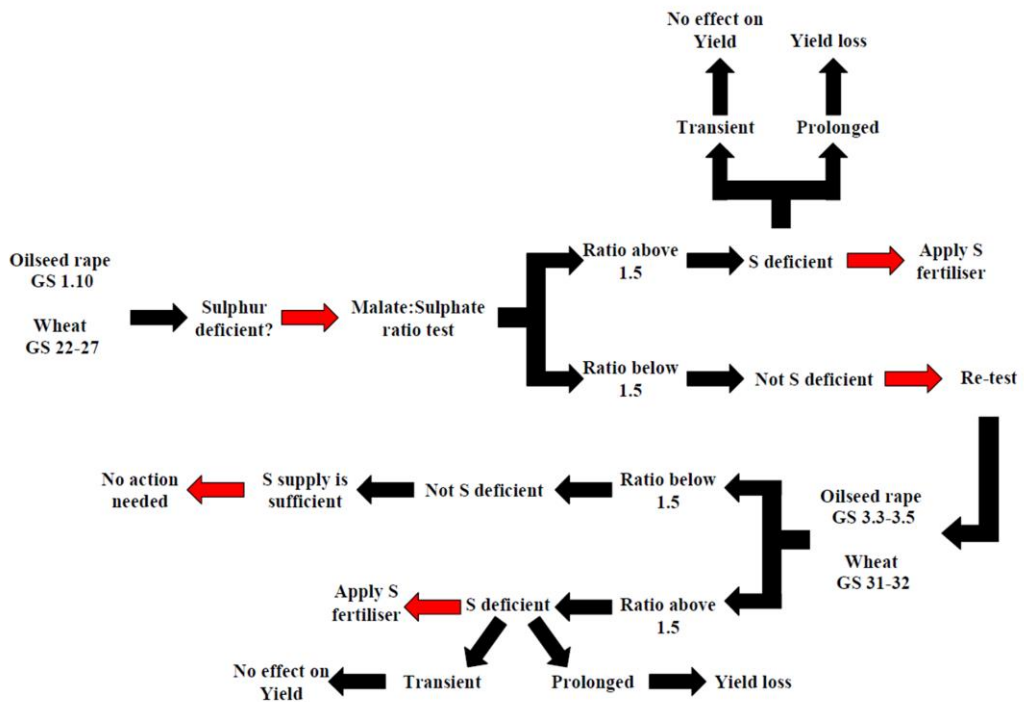 No effect on
Yield
Yield loss
Transient
Prolonged
Oilseed rape
GS 1.10
Wheat
GS 22-27
Sulphur
deficient?
Malate:Sulphate
ratio test
Ratio above
1.5
S deficient
Apply S
fertiliser
Ratio below
1.5
Not S deficient
Re-test
Oilseed rape
GS 3.3-3.5
Wheat
GS 31-32
Ratio below
1.5
Not S deficient
S supply is
sufficient
No action
needed
Ratio above
1.5
S deficient
Apply S
fertiliser
Transient
No effect on
Yield
Prolonged
Yield loss